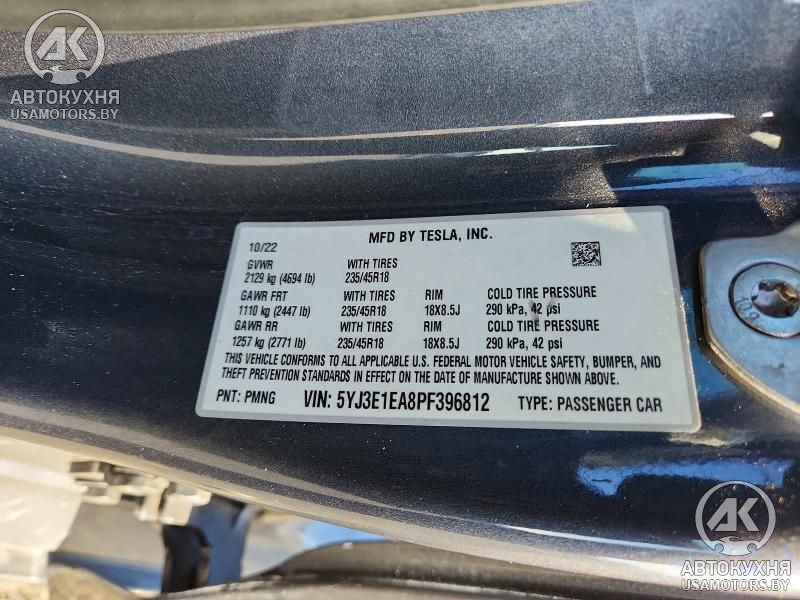 AK
АВТОКУХНЯ
USAMOTORS.BY
MFD BY TESLA, INC.
10/22
GVWR WITH TIRES
2129 kg (4694 lb) 235/45R18
GAWR FRT WITH TIRES RIM COLD TIRE PRESSURE
1110 kg (2447 lb) 235/45R18 18X8.5J 290 kPa, 42 psi
GAWR RR WITH TIRES RIM COLD TIRE PRESSURE
1257 kg (2771 lb) 235/45R18 18X8.5J 290 kPa, 42 psi
THIS VEHICLE CONFORMS TO ALL APPLICABLE U.S. FEDERAL MOTOR VEHICLE SAFETY, BUMPER, AND
THEFT PREVENTION STANDARDS IN EFFECT ON THE DATE OF MANUFACTURE SHOWN ABOVE.
PNT: PMNG VIN: 5YJ3E1EA8PF396812 TYPE: PASSENGER CAR
AK
АВТОКУХНЯ
USAMOTORS.BY